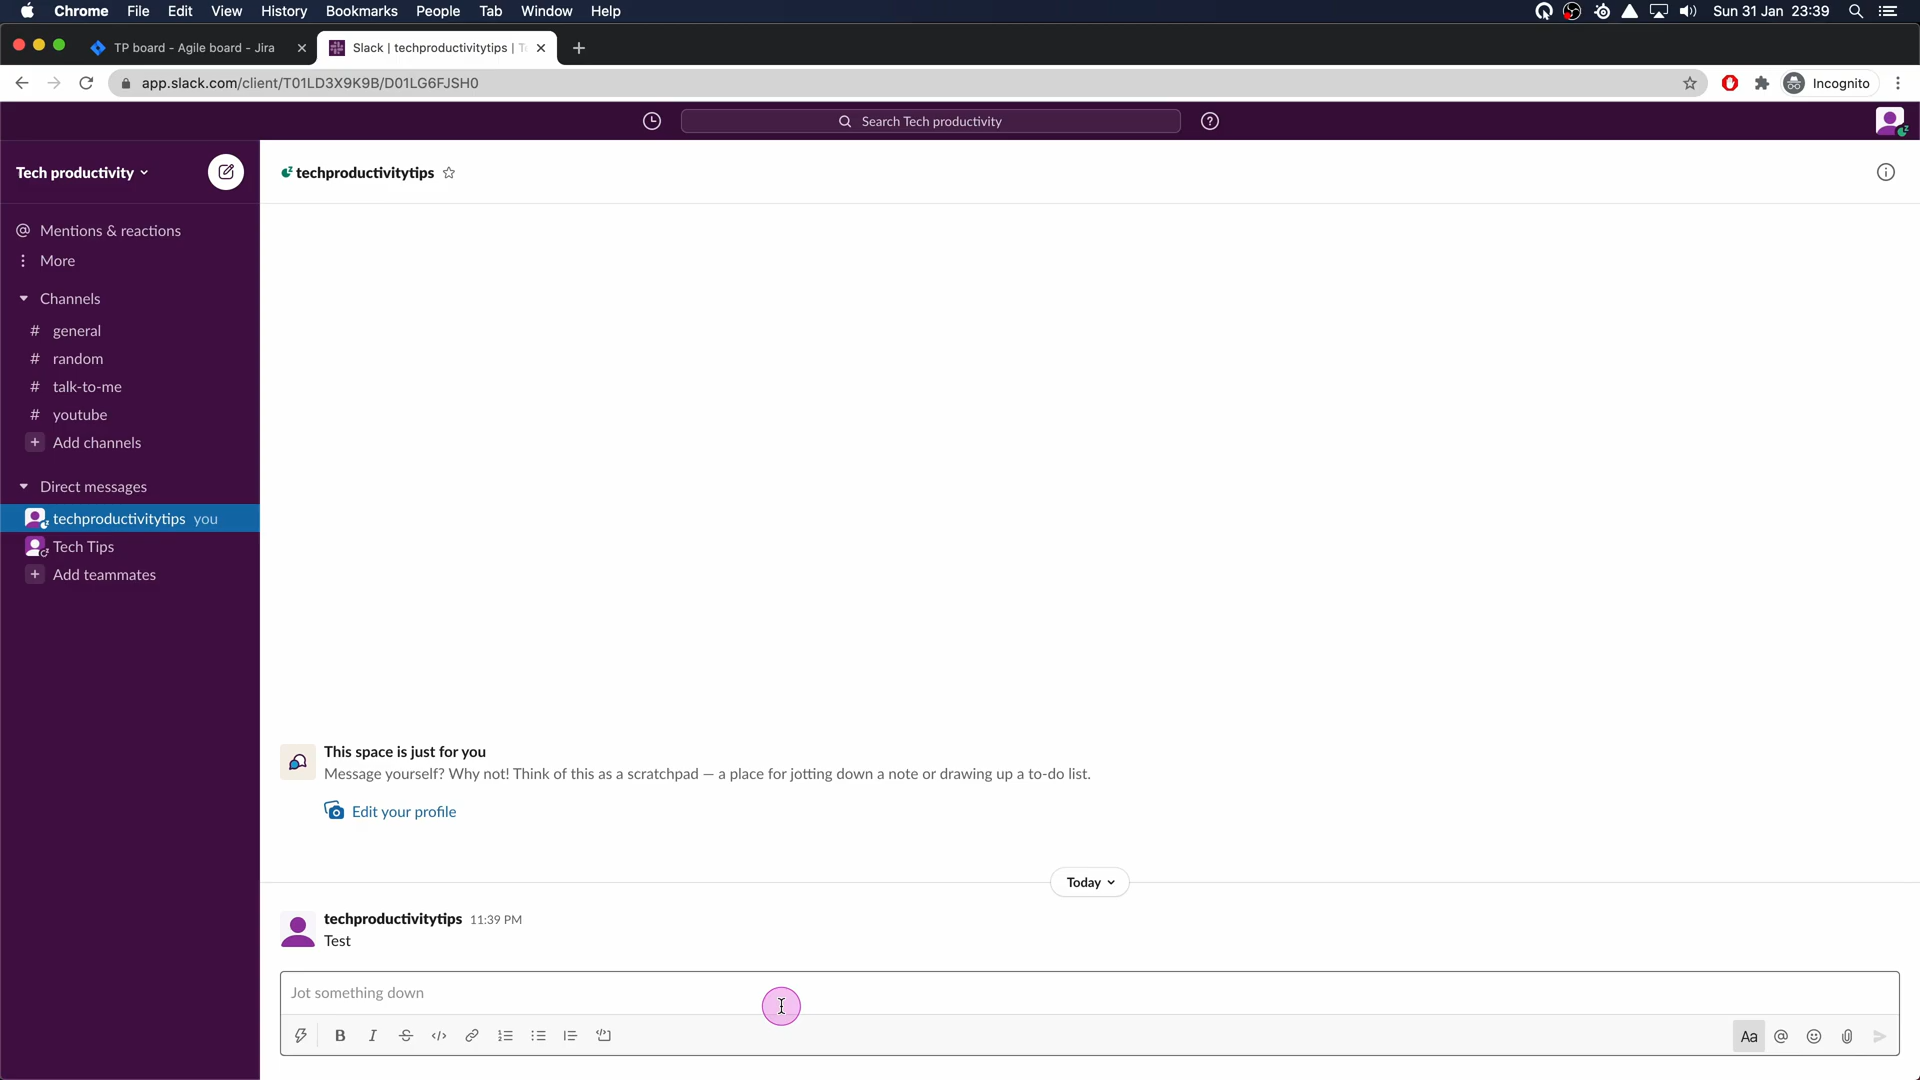 Chrome File Edit View History Bookmarks People Tab Window Help Sun 31 Jan 23:39
TP board - Agile board - Jira Slack | techproductivitytips |
app.slack.com/client/T01LD3X9K9B/D01LG6FJSH0 Incognito
Search Tech productivity
Tech productivity
techproductivitytips
Mentions & reactions
More
Channels
# general
# random
# talk-to-me
# youtube
+ Add channels
Direct messages
techproductivitytips you
Tech Tips
+ Add teammates
This space is just for you
Message yourself? Why not! Think of this as a scratchpad — a place for jotting down a note or drawing up a to-do list.
Edit your profile
Today
techproductivitytips 11:39 PM
Test
Jot something down
B I S Aa @